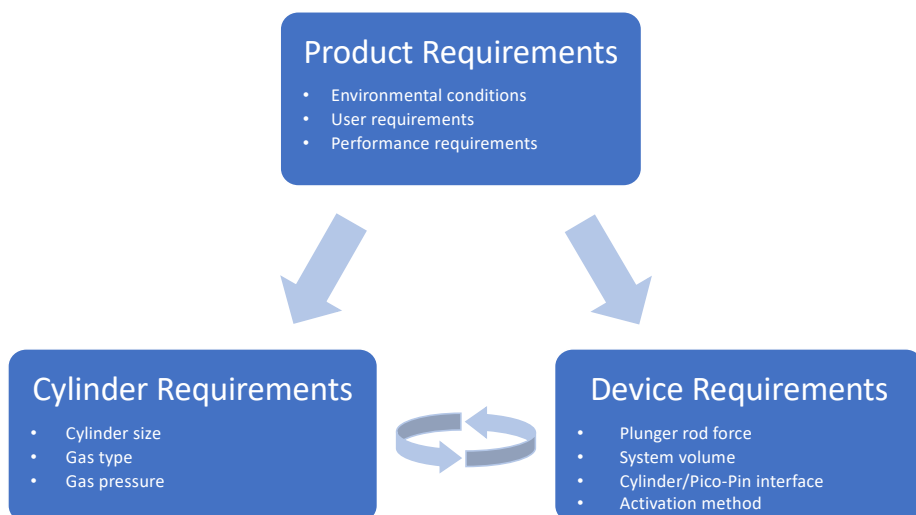 Product Requirements
• Environmental conditions
• User requirements
• Performance requirements
Cylinder Requirements
• Cylinder size
• Gas type
• Gas pressure
Device Requirements
• Plunger rod force
• System volume
• Cylinder/Pico-Pin interface
• Activation method